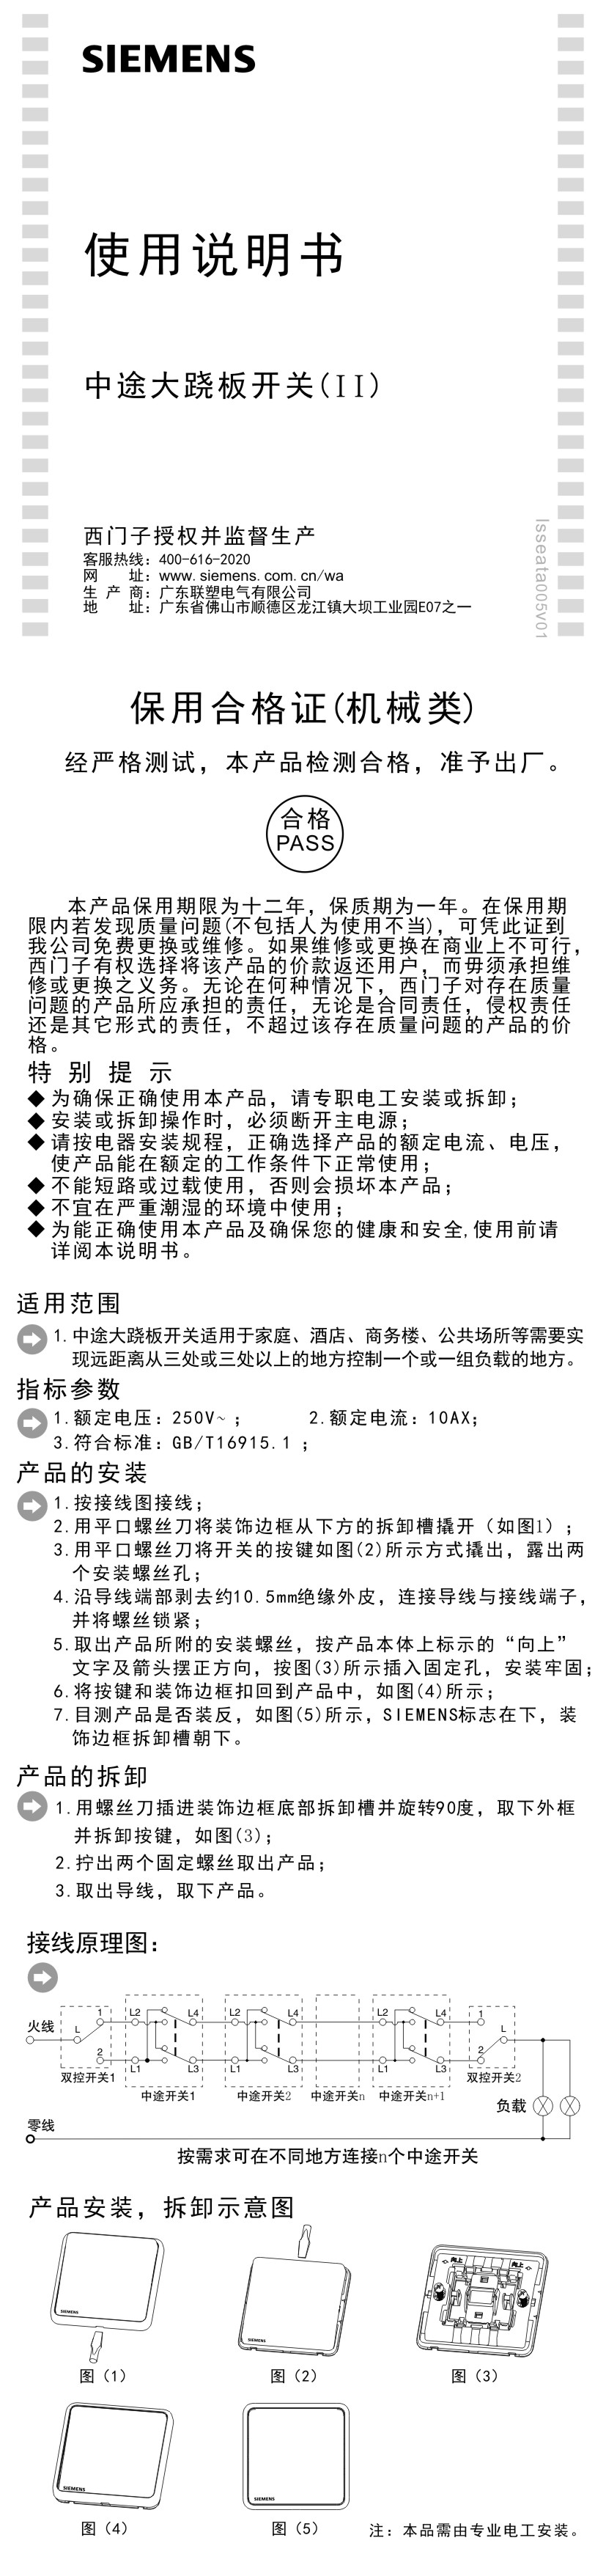 SIEMENS
使用说明书
中途大跷板开关(II)
西门子授权并监督生产
客服热线：400-616-2020
网 址：www.siemens.com.cn/wa
生 产 商：广东联塑电气有限公司
地 址：广东省佛山市顺德区龙江镇大坝工业园E07之一
lsseata005v01
保用合格证(机械类)
经严格测试，本产品检测合格，准予出厂。
合格
PASS
本产品保用期限为十二年，保质期为一年。在保用期
限内若发现质量问题(不包括人为使用不当)，可凭此证到
我公司免费更换或维修。如果维修或更换在商业上不可行，
西门子有权选择将该产品的价款返还用户，而毋须承担维
修或更换之义务。无论在何种情况下，西门子对存在质量
问题的产品所应承担的责任，无论是合同责任，侵权责任
还是其它形式的责任，不超过该存在质量问题的产品的价
格。
特 别 提 示
◆ 为确保正确使用本产品，请专职电工安装或拆卸；
◆ 安装或拆卸操作时，必须断开主电源；
◆ 请按电器安装规程，正确选择产品的额定电流、电压，
使产品能在额定的工作条件下正常使用；
◆ 不能短路或过载使用，否则会损坏本产品；
◆ 不宜在严重潮湿的环境中使用；
◆ 为能正确使用本产品及确保您的健康和安全,使用前请
详阅本说明书。
适用范围
1.中途大跷板开关适用于家庭、酒店、商务楼、公共场所等需要实
现远距离从三处或三处以上的地方控制一个或一组负载的地方。
指标参数
1.额定电压：250V~； 2.额定电流：10AX；
3.符合标准：GB/T16915.1；
产品的安装
1.按接线图接线；
2.用平口螺丝刀将装饰边框从下方的拆卸槽撬开（如图1）；
3.用平口螺丝刀将开关的按键如图(2)所示方式撬出，露出两
个安装螺丝孔；
4.沿导线端部剥去约10.5mm绝缘外皮，连接导线与接线端子，
并将螺丝锁紧；
5.取出产品所附的安装螺丝，按产品本体上标示的“向上”
文字及箭头摆正方向，按图(3)所示插入固定孔，安装牢固；
6.将按键和装饰边框扣回到产品中，如图(4)所示；
7.目测产品是否装反，如图(5)所示，SIEMENS标志在下，装
饰边框拆卸槽朝下。
产品的拆卸
1.用螺丝刀插进装饰边框底部拆卸槽并旋转90度，取下外框
并拆卸按键，如图(3)；
2.拧出两个固定螺丝取出产品；
3.取出导线，取下产品。
接线原理图：
1 L2 L4 L2 L4 L2 L4 1
火线 L L
2 L1 L3 L1 L3 L1 L3 2
双控开关1 双控开关2
中途开关1 中途开关2 中途开关n 中途开关n+1
负载
零线
按需求可在不同地方连接n个中途开关
产品安装，拆卸示意图
向上 向上
SIEMENS SIEMENS
图（1） 图（2） 图（3）
SIEMENS SIEMENS
图（4） 图（5） 注：本品需由专业电工安装。